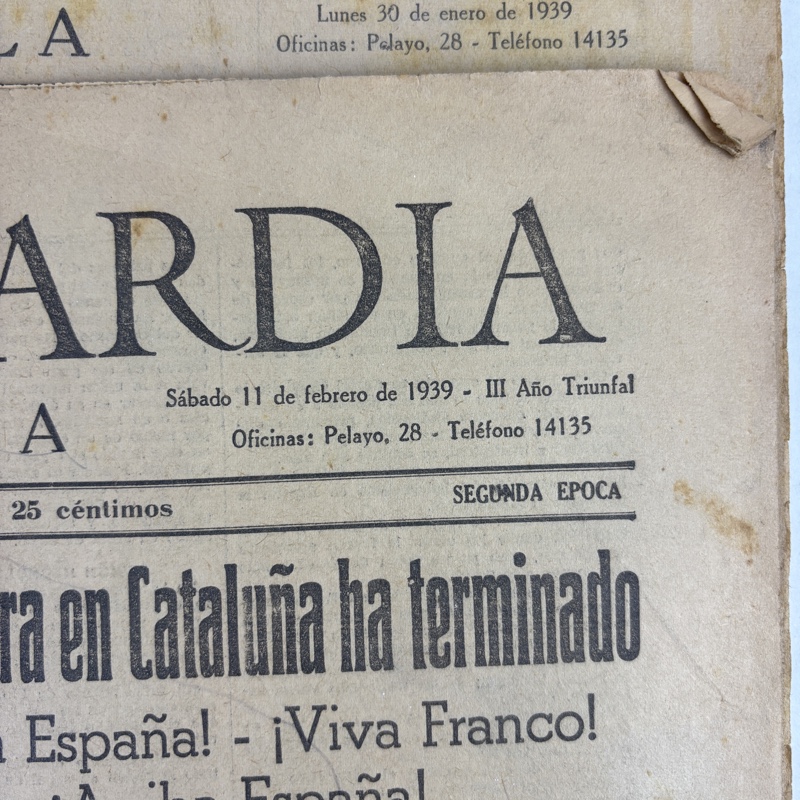 LA
Lunes 30 de enero de 1939
Oficinas: Pelayo, 28 - Teléfono 14135
ARDIA
A
Sábado 11 de febrero de 1939 - III Año Triunfal
Oficinas: Pelayo, 28 - Teléfono 14135
25 céntimos
SEGUNDA EPOCA
ra en Cataluña ha terminado
España! - ¡Viva Franco!
España!